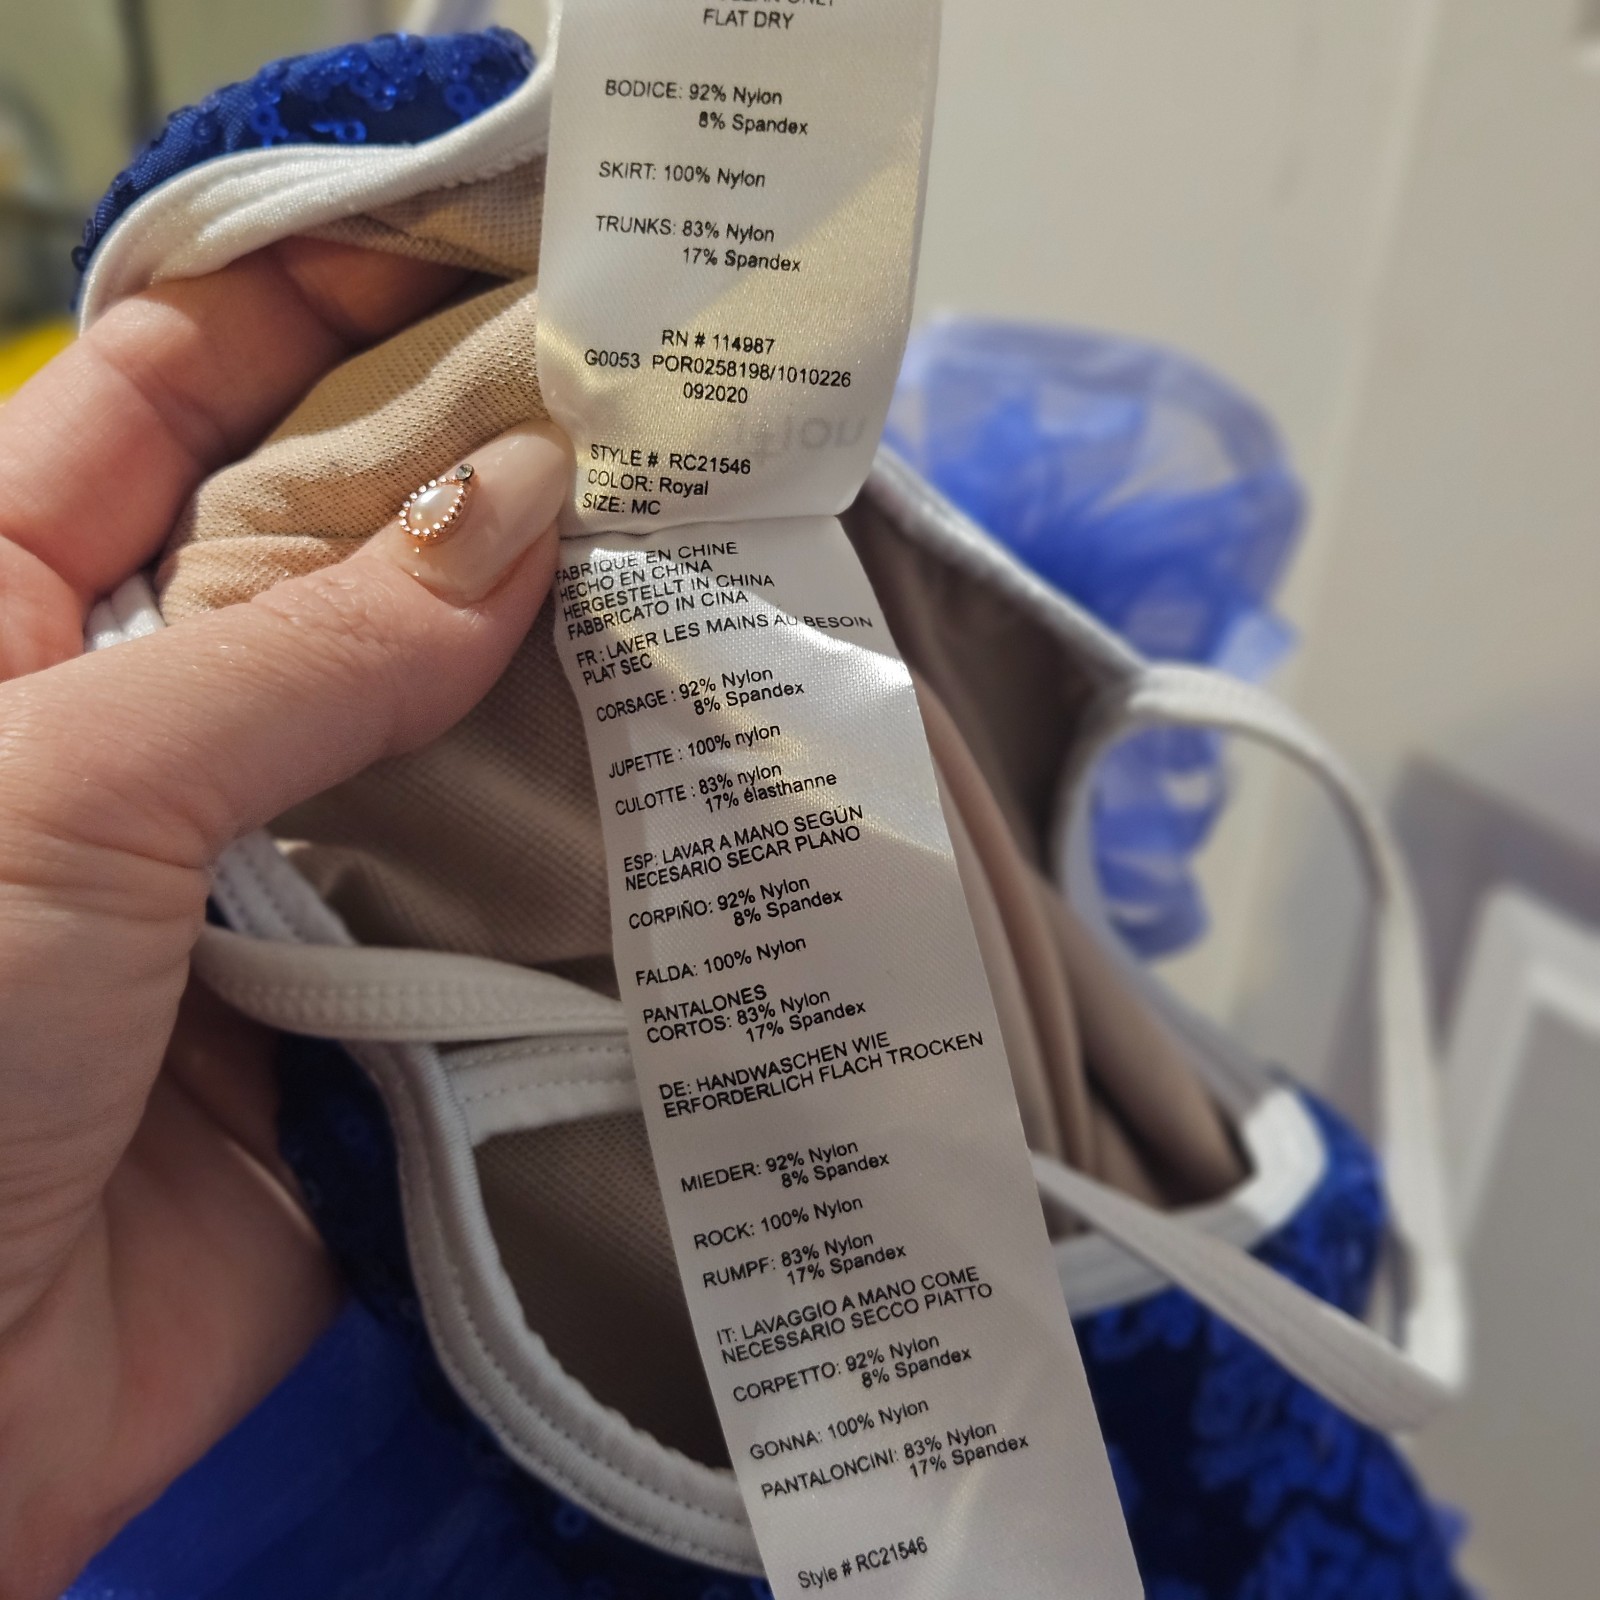 FLAT DRY
BODICE: 92% Nylon
8% Spandex
SKIRT: 100% Nylon
TRUNKS: 83% Nylon
17% Spandex
RN # 114987
G0053 POR0258198/1010226
092020
STYLE # RC21546
COLOR: Royal
SIZE: MC
FABRIQUE EN CHINE
HECHO EN CHINA
HERGESTELLT IN CHINA
FABBRICATO IN CINA
FR : LAVER LES MAINS AU BESOIN
PLAT SEC
CORSAGE : 92% Nylon
8% Spandex
JUPETTE : 100% nylon
CULOTTE : 83% nylon
17% élasthanne
ESP: LAVAR A MANO SEGÚN
NECESARIO SECAR PLANO
CORPIÑO: 92% Nylon
8% Spandex
FALDA: 100% Nylon
PANTALONES
CORTOS: 83% Nylon
17% Spandex
DE: HANDWASCHEN WIE
ERFORDERLICH FLACH TROCKEN
MIEDER: 92% Nylon
8% Spandex
ROCK: 100% Nylon
RUMPF: 83% Nylon
17% Spandex
IT: LAVAGGIO A MANO COME
NECESSARIO SECCO PIATTO
CORPETTO: 92% Nylon
8% Spandex
GONNA: 100% Nylon
PANTALONCINI: 83% Nylon
17% Spandex
Style # RC21546